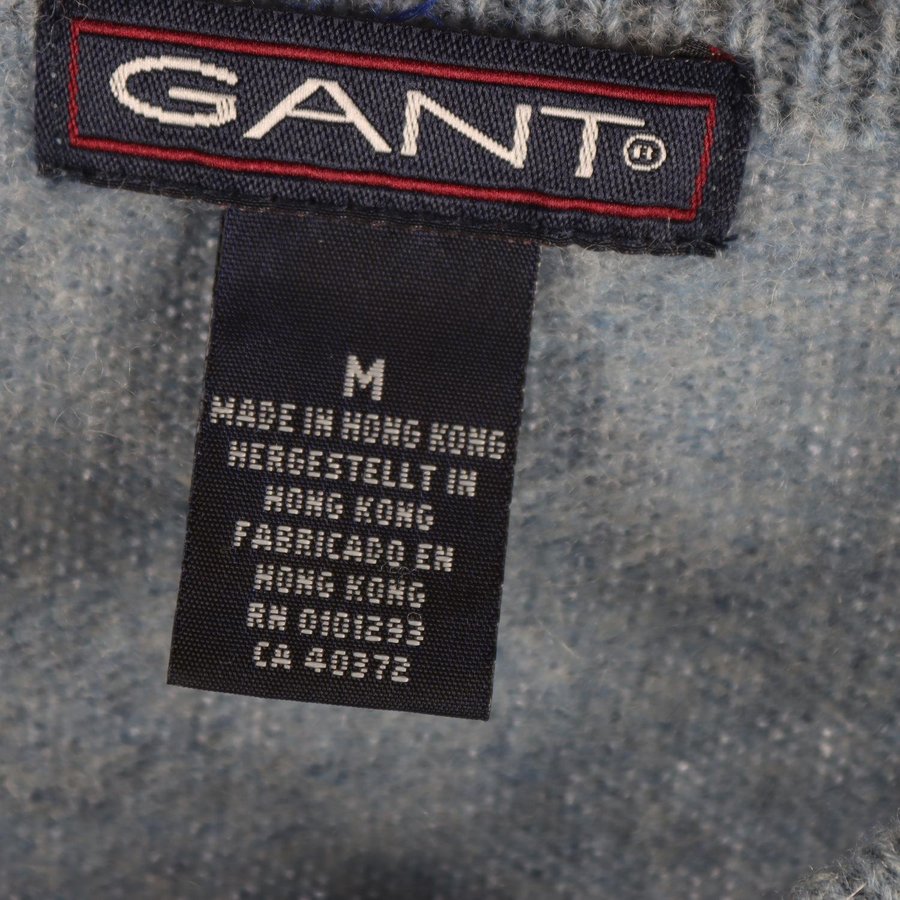 GANT®
M
MADE IN HONG KONG
HERGESTELLT IN
HONG KONG
FABRICADO EN
HONG KONG
RN 0101293
CA 40372